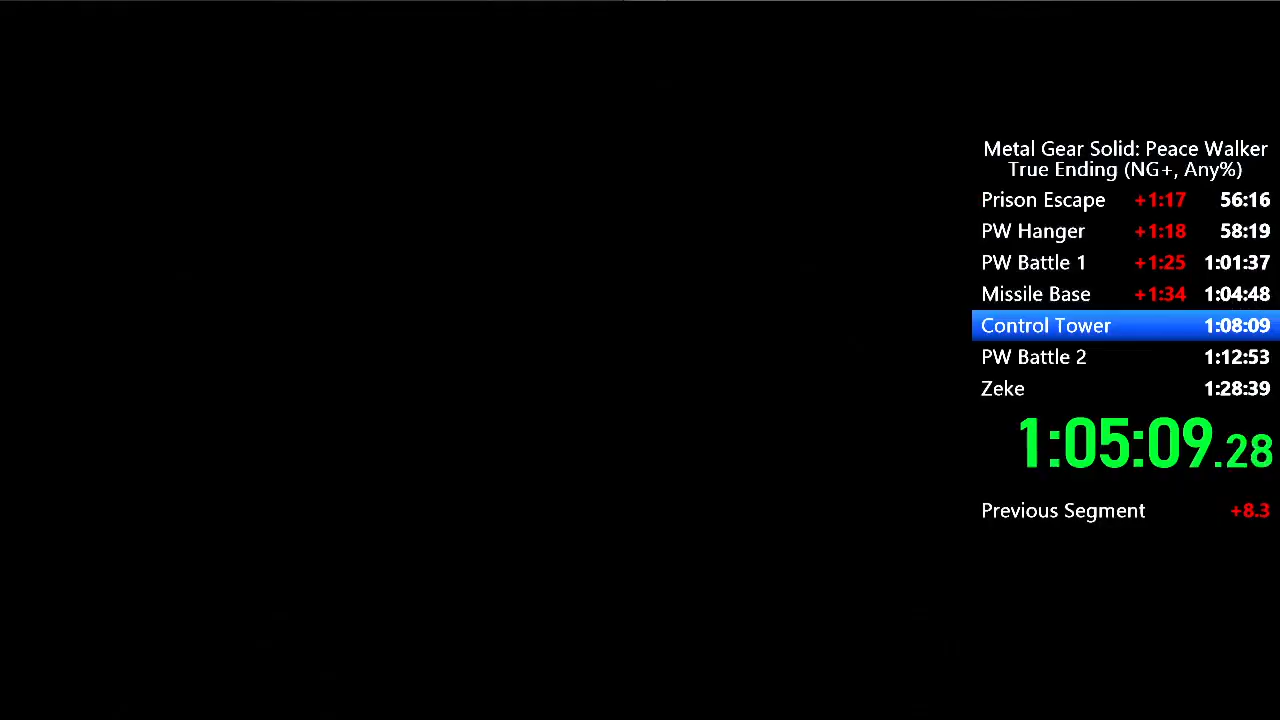 Metal Gear Solid: Peace Walker
True Ending (NG+, Any%)
Prison Escape +1:17 56:16
PW Hanger +1:18 58:19
PW Battle 1 +1:25 1:01:37
Missile Base +1:34 1:04:48
Control Tower 1:08:09
PW Battle 2 1:12:53
Zeke 1:28:39
1:05:09.28
Previous Segment +8.3